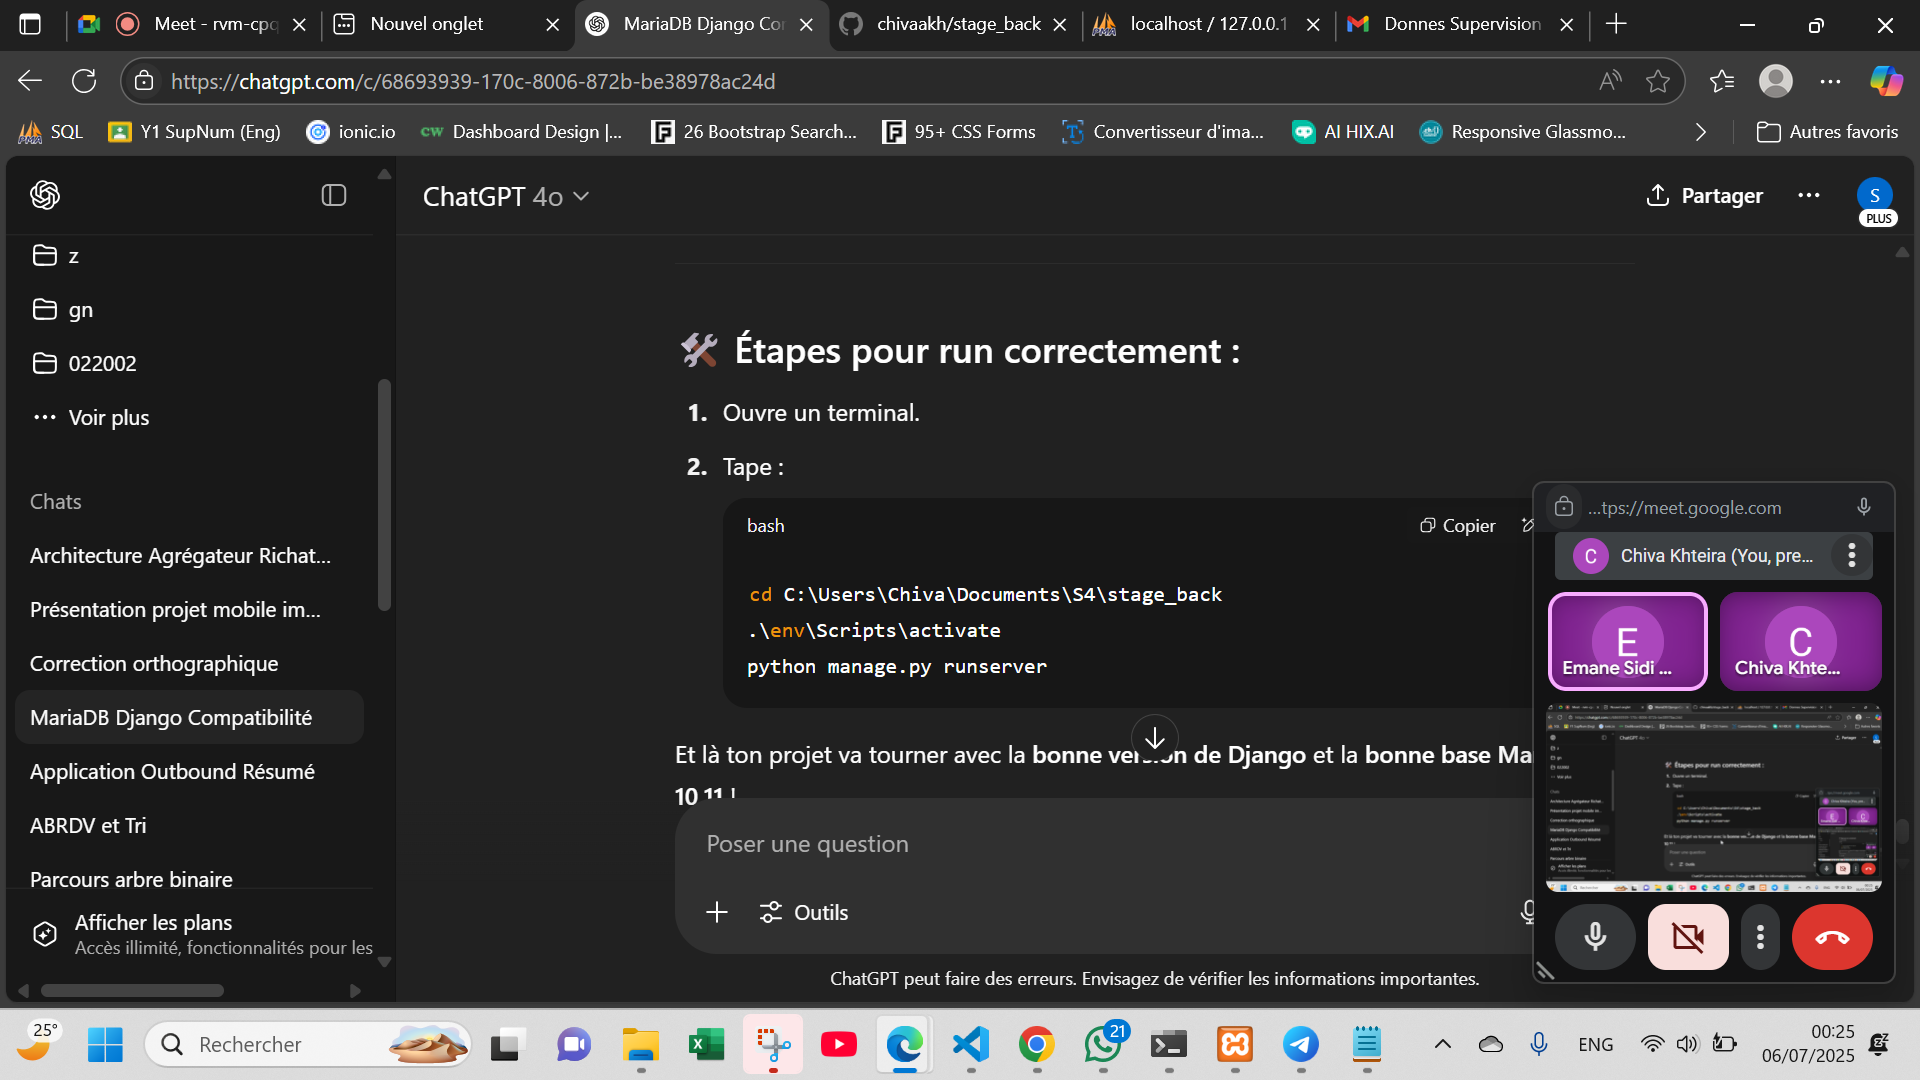 Meet - rvm-cpq
Nouvel onglet
MariaDB Django Co
chivaakh/stage_back
localhost / 127.0.0.1
Donnes Supervision
https://chatgpt.com/c/68693939-170c-8006-872b-be38978ac24d
SQL
Y1 SupNum (Eng)
ionic.io
CW Dashboard Design |...
26 Bootstrap Search...
95+ CSS Forms
Convertisseur d'ima...
AI HIX.AI
Responsive Glassmo...
Autres favoris
ChatGPT 4o
Partager
S
PLUS
z
gn
022002
Voir plus
Chats
Architecture Agrégateur Richat...
Présentation projet mobile im...
Correction orthographique
MariaDB Django Compatibilité
Application Outbound Résumé
ABRDV et Tri
Parcours arbre binaire
Afficher les plans
Accès illimité, fonctionnalités pour les
Étapes pour run correctement :
1. Ouvre un terminal.
2. Tape :
bash
Copier
cd C:\Users\Chiva\Documents\S4\stage_back
.\env\Scripts\activate
python manage.py runserver
Et là ton projet va tourner avec la bonne version de Django et la bonne base Ma
10.11 !
Poser une question
Outils
ChatGPT peut faire des erreurs. Envisagez de vérifier les informations importantes.
...tps://meet.google.com
C
Chiva Khteira (You, pre...
E
Emane Sidi ...
C
Chiva Khte...
25°
Rechercher
21
ENG
00:25
06/07/2025